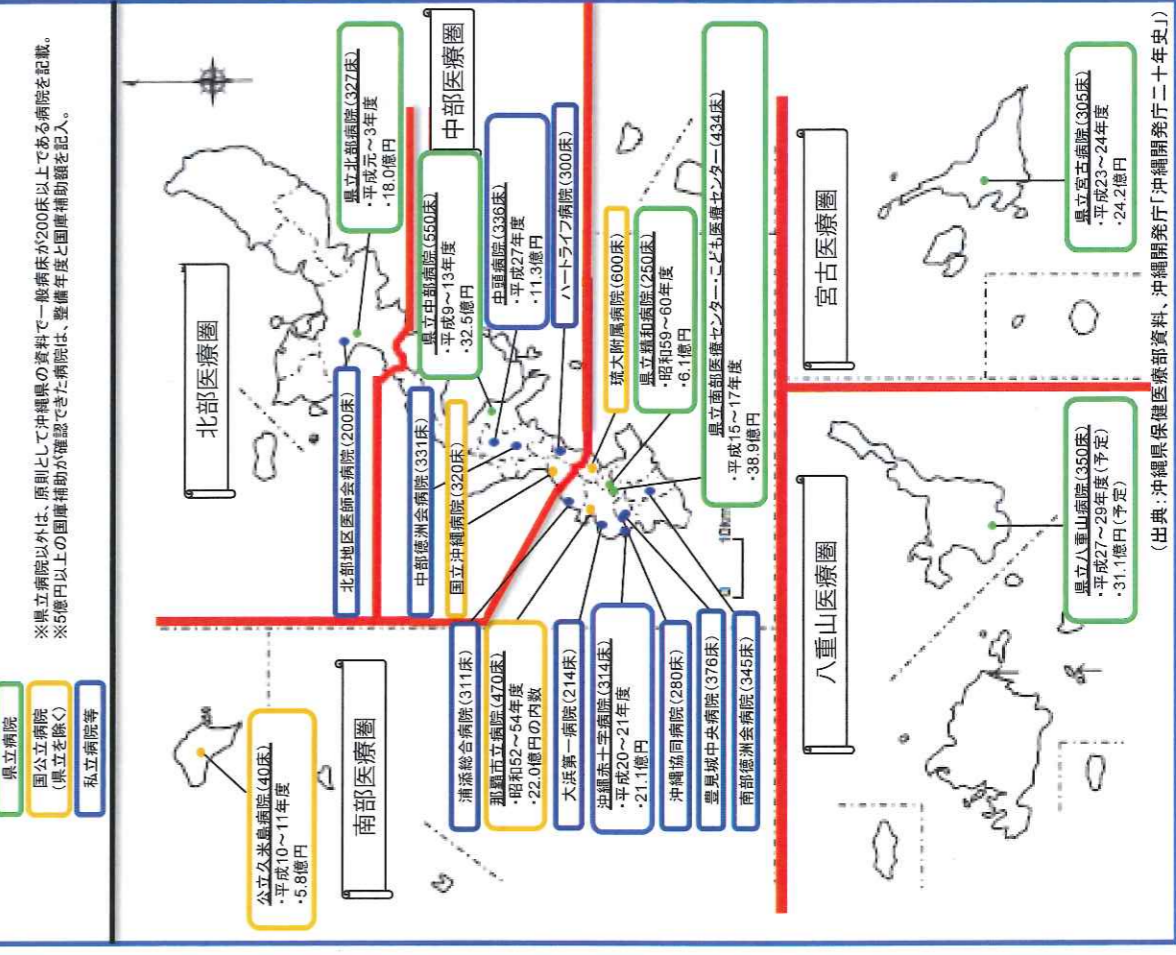 県立病院
国公立病院
(県立を除く)
私立病院等
※県立病院以外は、原則として沖縄県の資料で一般病床が200床以上である病院を記載。
※5億円以上の国庫補助が確認できた病院は、整備年度と国庫補助額を記入。
公立久米島病院(40床)
・平成10～11年度
・5.8億円
南部医療圏
北部医療圏
県立北部病院(327床)
・平成元～3年度
・18.0億円
北部地区医師会病院(200床)
中部医療圏
県立中部病院(550床)
・平成9～13年度
・32.5億円
中部徳洲会病院(331床)
国立沖縄病院(320床)
中頭病院(336床)
・平成27年度
・11.3億円
ハートライフ病院(300床)
浦添総合病院(311床)
那覇市立病院(470床)
・昭和52～54年度
・22.0億円の内数
大浜第一病院(214床)
沖縄赤十字病院(314床)
・平成20～21年度
・21.1億円
沖縄協同病院(280床)
豊見城中央病院(376床)
南部徳洲会病院(345床)
琉大附属病院(600床)
県立精和病院(250床)
・昭和59～60年度
・6.1億円
県立南部医療センター・こども医療センター(434床)
・平成15～17年度
・38.9億円
0 10km
八重山医療圏
県立八重山病院(350床)
・平成27～29年度(予定)
・31.1億円(予定)
宮古医療圏
県立宮古病院(305床)
・平成23～24年度
・24.2億円
(出典:沖縄県保健医療部資料、沖縄開発庁「沖縄開発庁二十年史」)